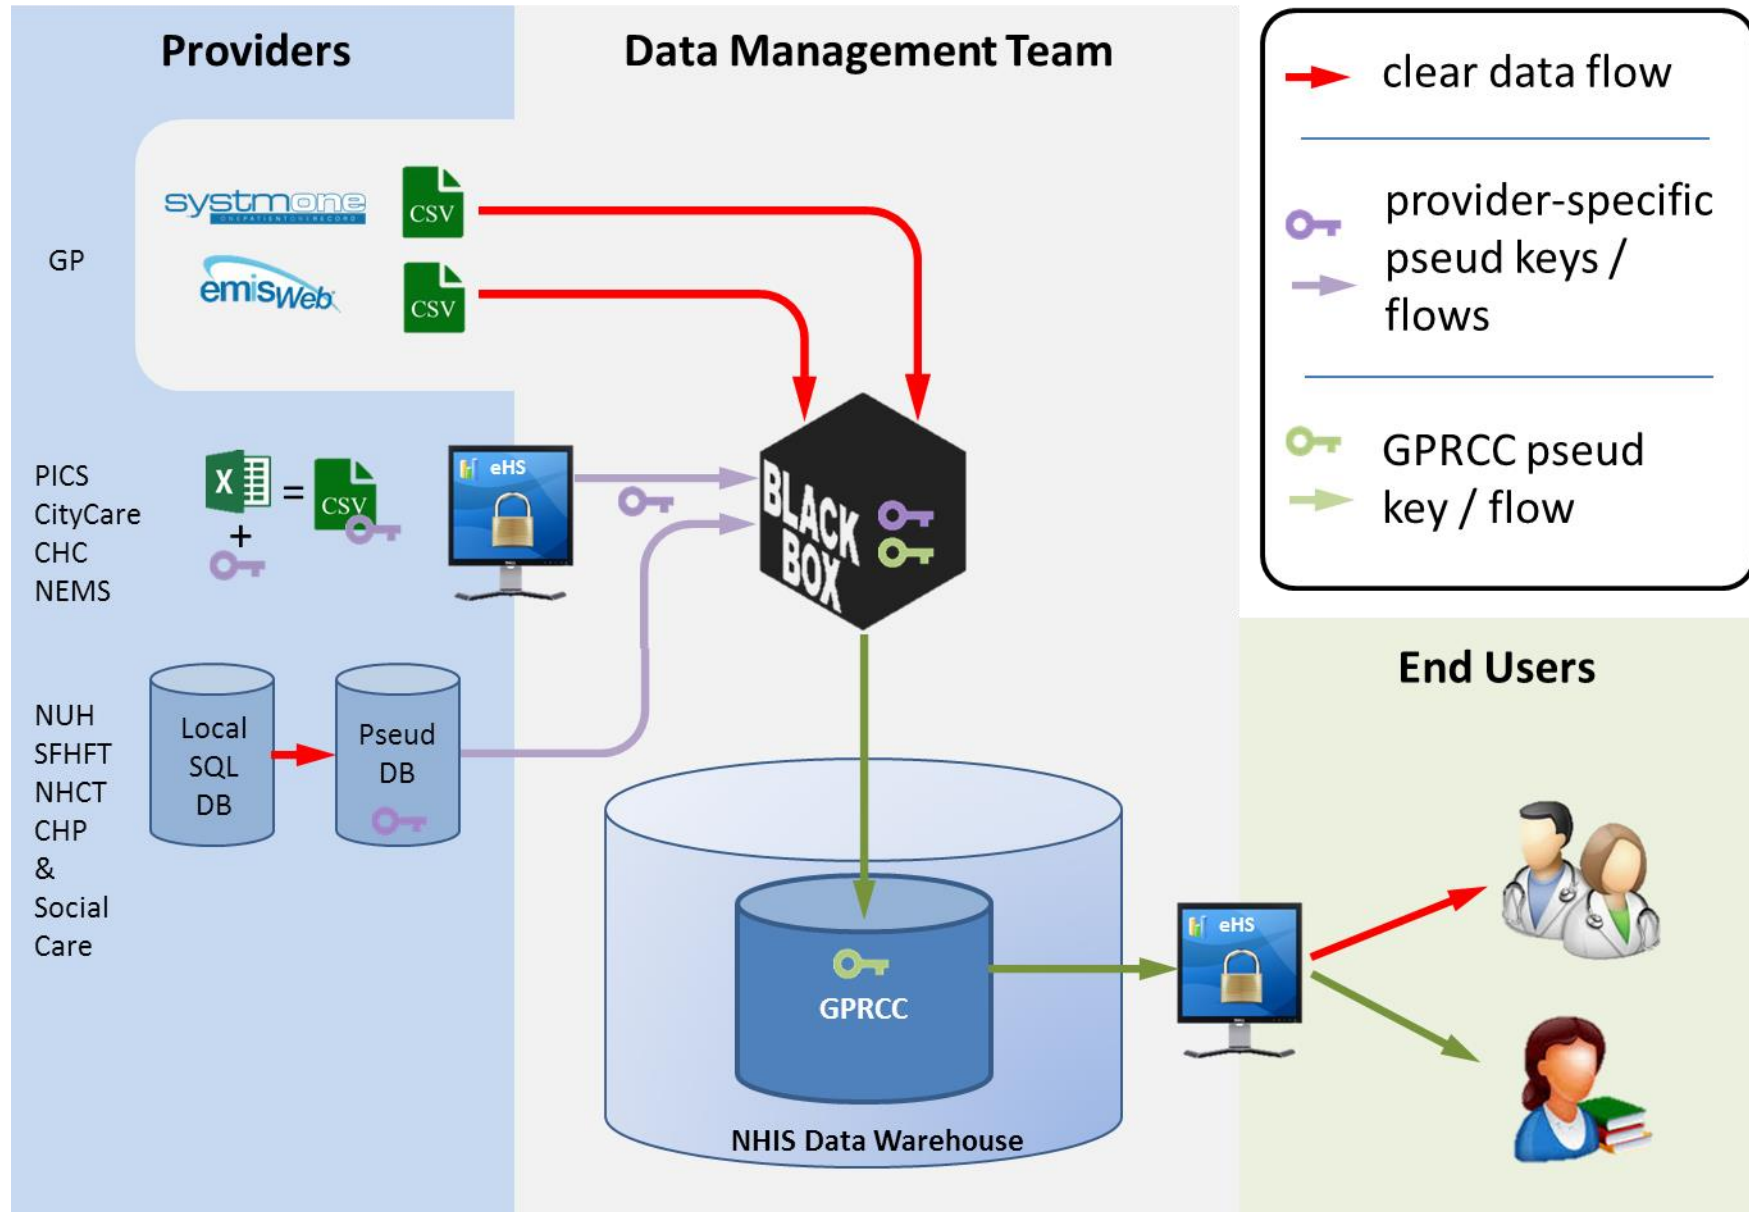 Providers
Data Management Team
clear data flow
provider-specific
pseud keys /
flows
GPRCC pseud
key / flow
GP
systmone
ONEPATIENTONERECORD
CSV
emisWeb
CSV
PICS
CityCare
CHC
NEMS
X
=
CSV
+
eHS
BLACK
BOX
NUH
SFHFT
NHCT
CHP
&
Social
Care
Local
SQL
DB
Pseud
DB
GPRCC
NHIS Data Warehouse
eHS
End Users